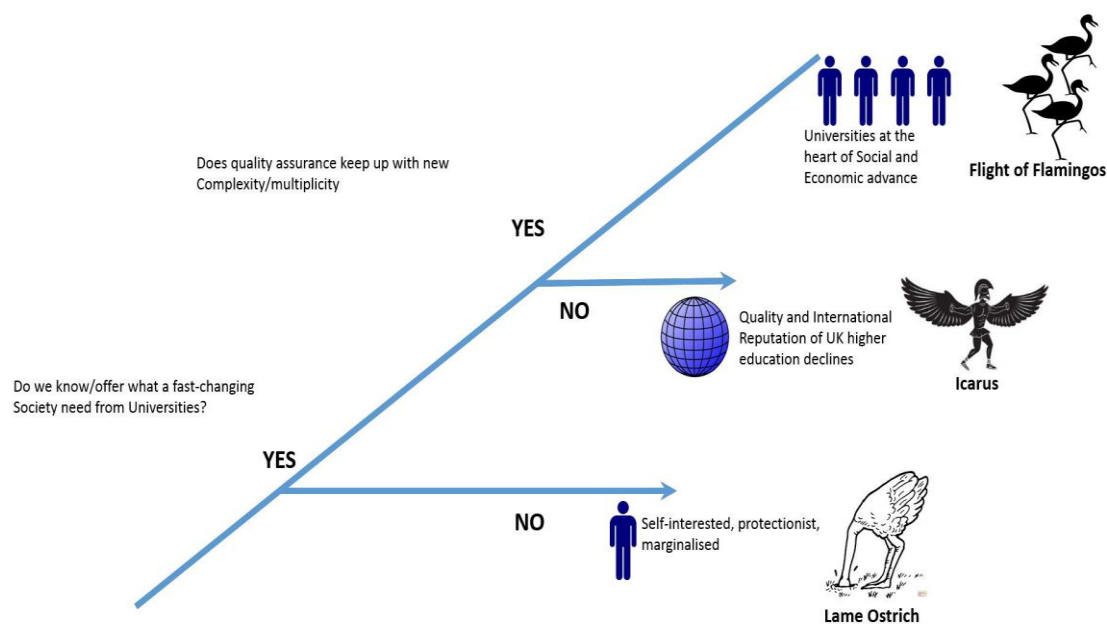 Universities at the
heart of Social and
Economic advance
Flight of Flamingos
Does quality assurance keep up with new
Complexity/multiplicity
YES
NO
Quality and International
Reputation of UK higher
education declines
Icarus
Do we know/offer what a fast-changing
Society need from Universities?
YES
NO
Self-interested, protectionist,
marginalised
Lame Ostrich